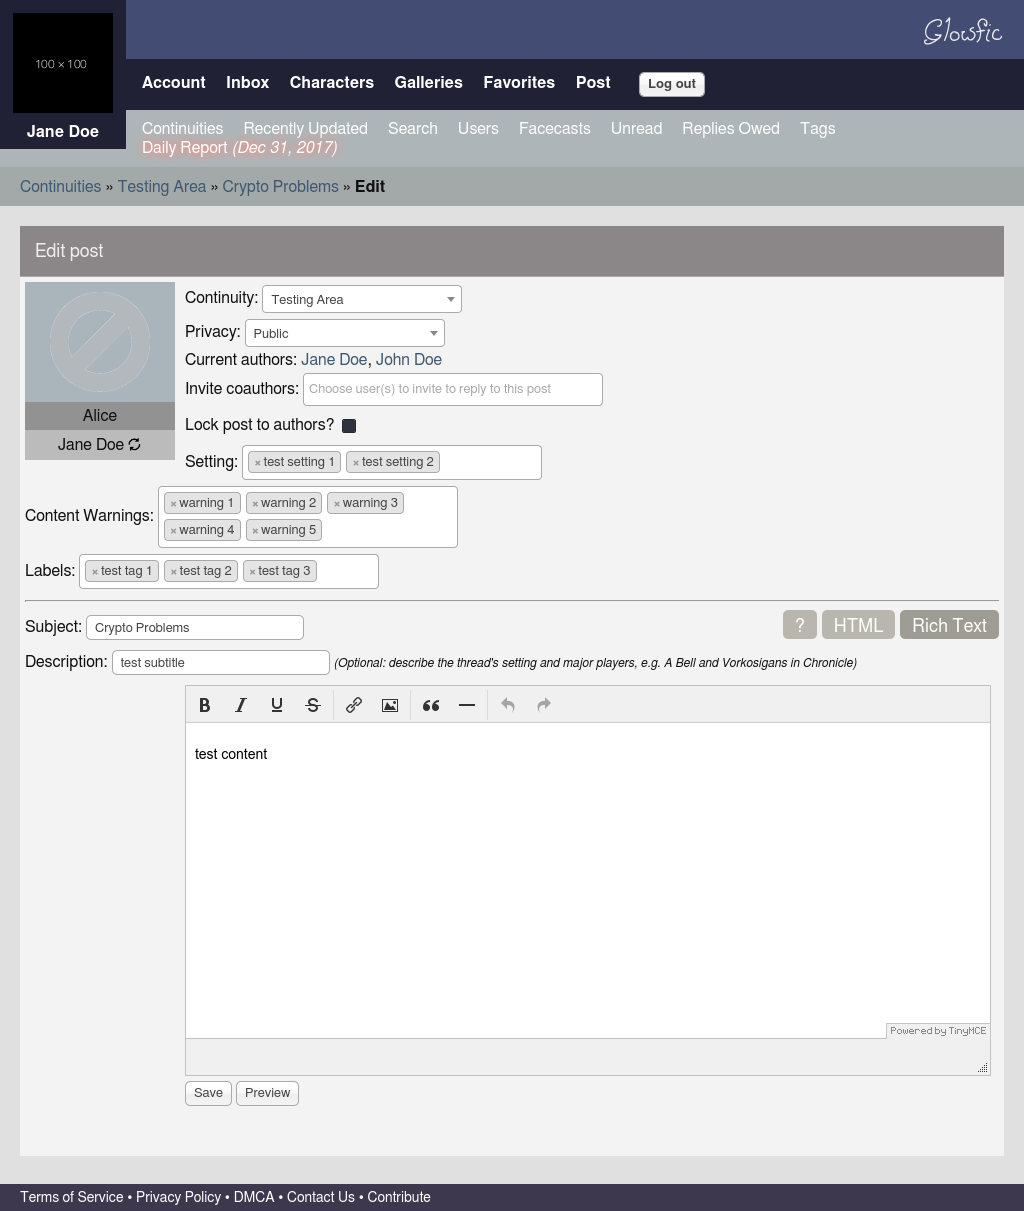 Glowfic
100 × 100
Account Inbox Characters Galleries Favorites Post Log out
Jane Doe
Continuities Recently Updated Search Users Facecasts Unread Replies Owed Tags
Daily Report (Dec 31, 2017)
Continuities » Testing Area » Crypto Problems » Edit
Edit post
Continuity: Testing Area
Privacy: Public
Current authors: Jane Doe, John Doe
Invite coauthors: Choose user(s) to invite to reply to this post
Alice
Lock post to authors?
Jane Doe
Setting: × test setting 1 × test setting 2
Content Warnings: × warning 1 × warning 2 × warning 3
× warning 4 × warning 5
Labels: × test tag 1 × test tag 2 × test tag 3
Subject: Crypto Problems ? HTML Rich Text
Description: test subtitle (Optional: describe the thread's setting and major players, e.g. A Bell and Vorkosigans in Chronicle)
B I U S
test content
Powered by TinyMCE
Save Preview
Terms of Service • Privacy Policy • DMCA • Contact Us • Contribute